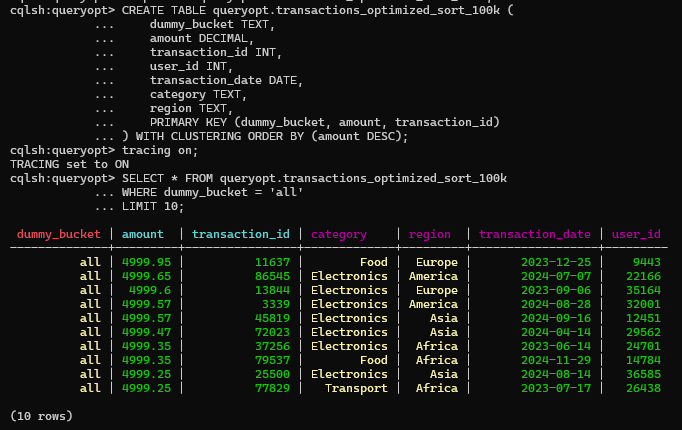 cqlsh:queryopt> CREATE TABLE queryopt.transactions_optimized_sort_100k (
... dummy_bucket TEXT,
... amount DECIMAL,
... transaction_id INT,
... user_id INT,
... transaction_date DATE,
... category TEXT,
... region TEXT,
... PRIMARY KEY (dummy_bucket, amount, transaction_id)
... ) WITH CLUSTERING ORDER BY (amount DESC);
cqlsh:queryopt> tracing on;
TRACING set to ON
cqlsh:queryopt> SELECT * FROM queryopt.transactions_optimized_sort_100k
... WHERE dummy_bucket = 'all'
... LIMIT 10;
dummy_bucket | amount | transaction_id | category | region | transaction_date | user_id
all | 4999.95 | 11637 | Food | Europe | 2023-12-25 | 9443
all | 4999.65 | 86545 | Electronics | America | 2024-07-07 | 22166
all | 4999.6 | 13844 | Electronics | Europe | 2023-09-06 | 35164
all | 4999.57 | 3339 | Electronics | America | 2024-08-28 | 32001
all | 4999.57 | 45819 | Electronics | Asia | 2024-09-16 | 12451
all | 4999.47 | 72023 | Electronics | Asia | 2024-04-14 | 29562
all | 4999.35 | 37256 | Electronics | Africa | 2023-06-14 | 24701
all | 4999.35 | 79537 | Food | Africa | 2024-11-29 | 14784
all | 4999.25 | 25500 | Electronics | Asia | 2024-08-14 | 36585
all | 4999.25 | 77829 | Transport | Africa | 2023-07-17 | 26438
(10 rows)